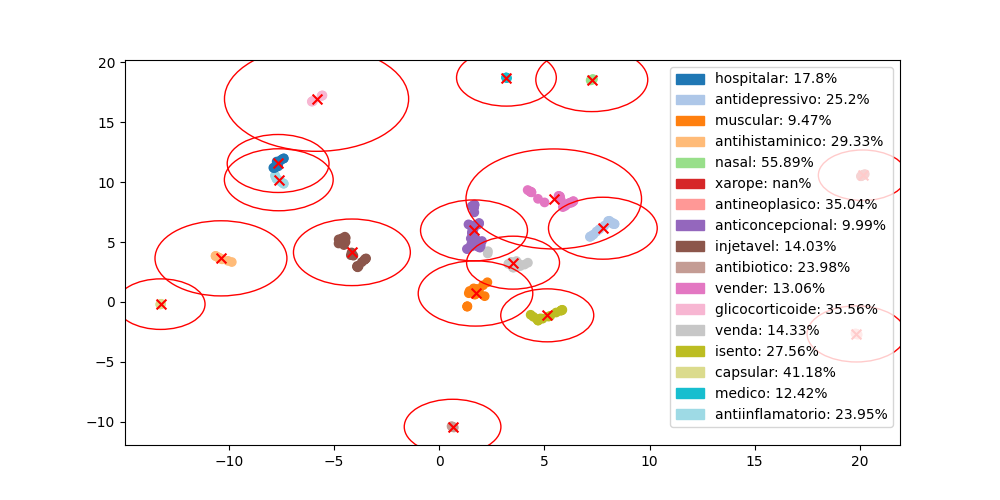 20
15
10
5
0
−5
−10
−10
−5
0
5
10
15
20
hospitalar: 17.8%
antidepressivo: 25.2%
muscular: 9.47%
antihistaminico: 29.33%
nasal: 55.89%
xarope: nan%
antineoplasico: 35.04%
anticoncepcional: 9.99%
injetavel: 14.03%
antibiotico: 23.98%
vender: 13.06%
glicocorticoide: 35.56%
venda: 14.33%
isento: 27.56%
capsular: 41.18%
medico: 12.42%
antiinflamatorio: 23.95%